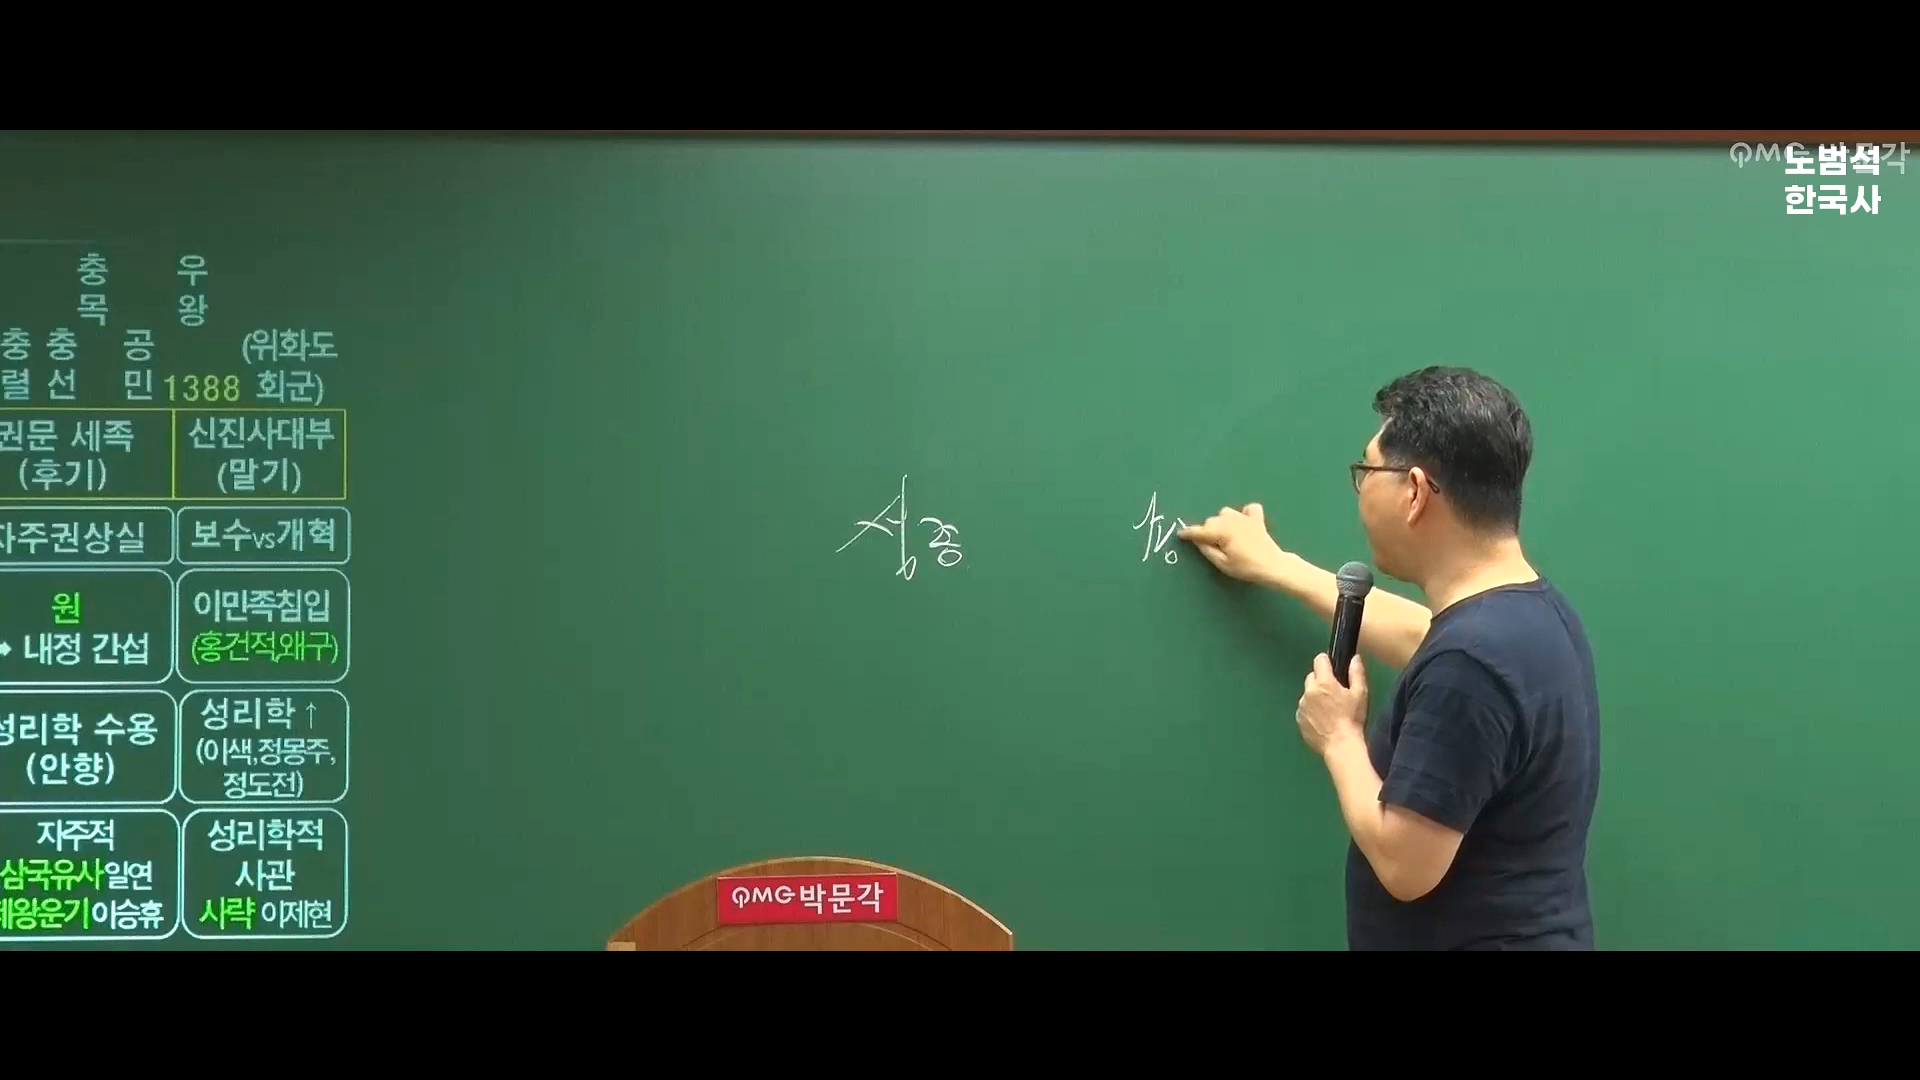 노범석
한국사
충목
우왕
충렬
충선
공민
1388
(위화도
회군)
권문 세족
(후기)
신진사대부
(말기)
자주권상실
보수vs개혁
원
➡ 내정 간섭
이민족침입
(홍건적,왜구)
성리학 수용
(안향)
성리학↑
(이색,정몽주,
정도전)
자주적
삼국유사 일연
제왕운기 이승휴
성리학적
사관
사략 이제현
성종
PMG 박문각